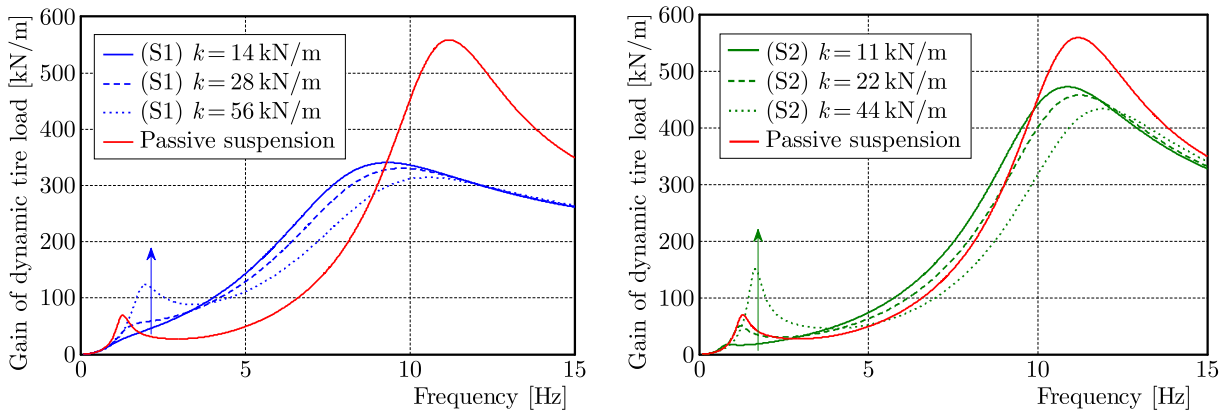 Gain of dynamic tire load [kN/m]
600
500
400
300
200
100
0
(S1) k = 14 kN/m
(S1) k = 28 kN/m
(S1) k = 56 kN/m
Passive suspension
0 5 10 15
Frequency [Hz]
Gain of dynamic tire load [kN/m]
600
500
400
300
200
100
0
(S2) k = 11 kN/m
(S2) k = 22 kN/m
(S2) k = 44 kN/m
Passive suspension
0 5 10 15
Frequency [Hz]